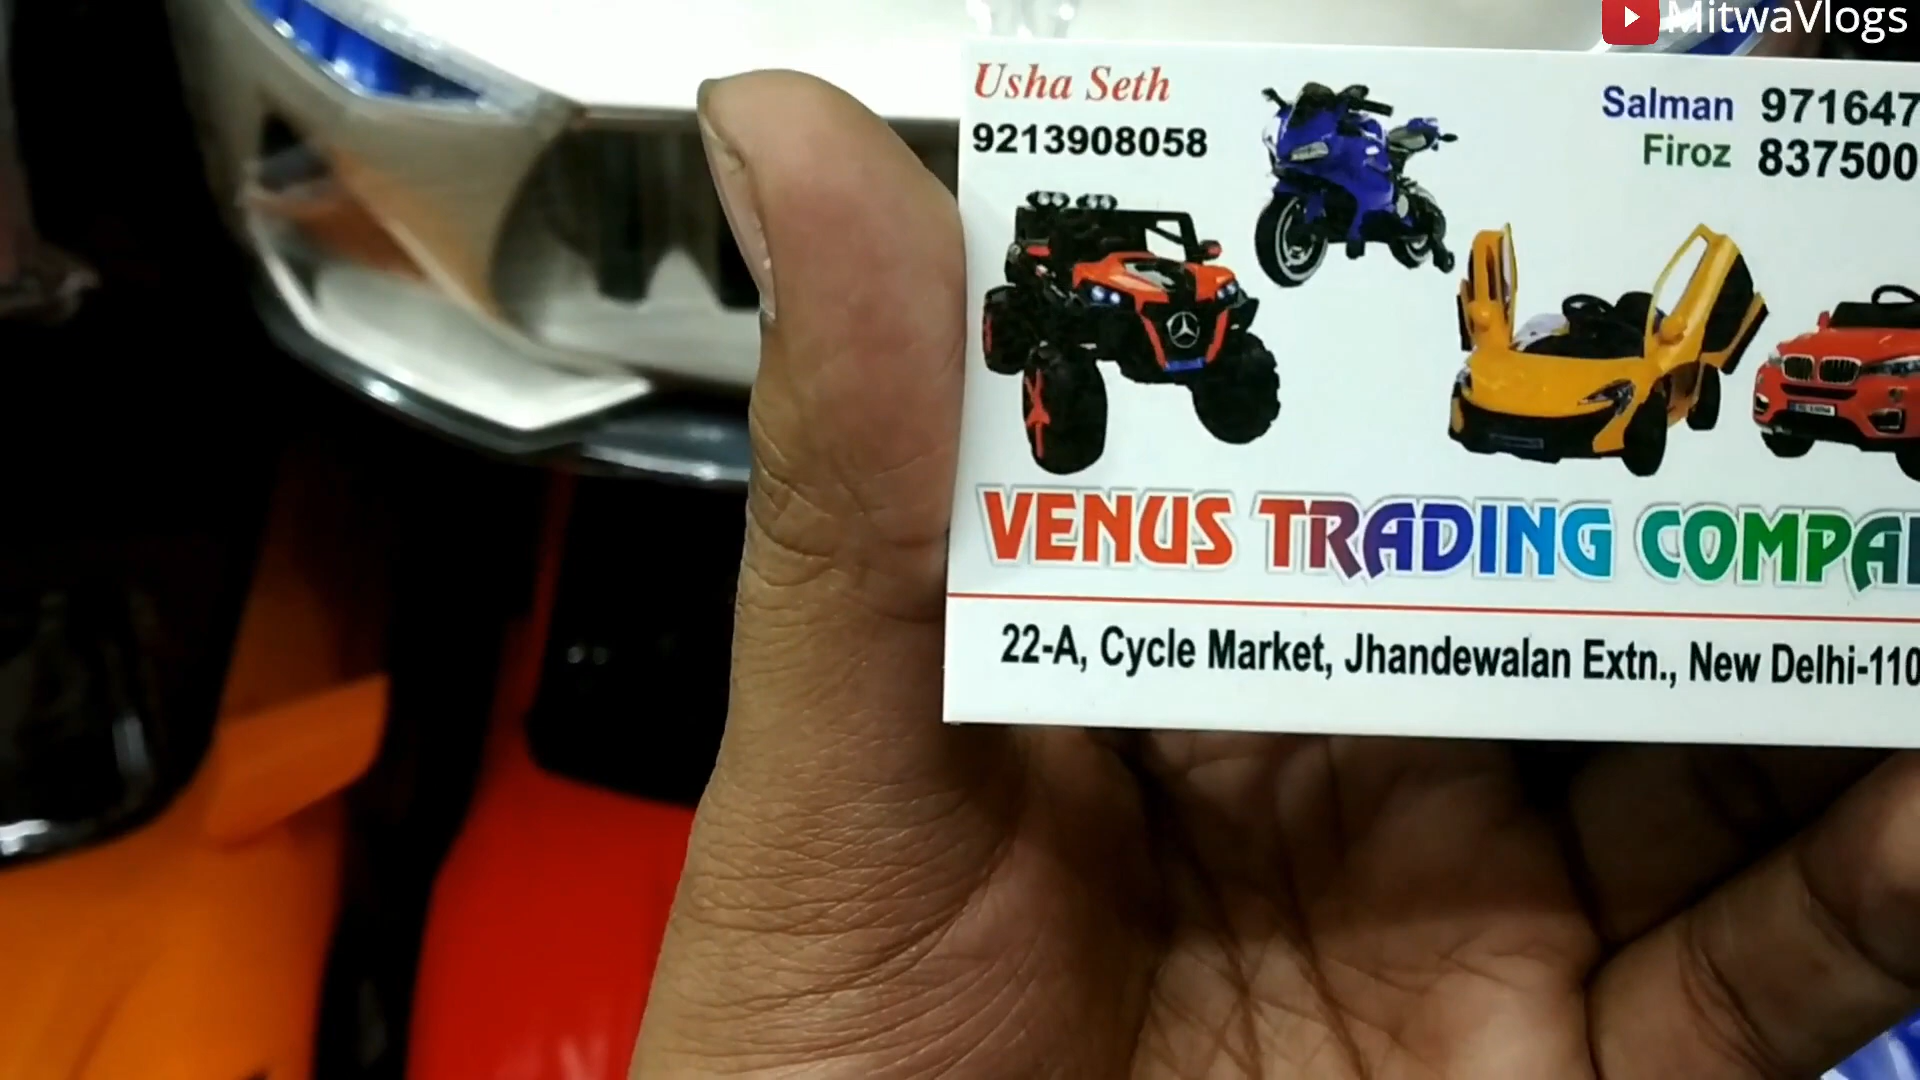 MitwaVlogs
Usha Seth
9213908058
Salman 971647
Firoz 837500
VENUS TRADING COMPA
22-A, Cycle Market, Jhandewalan Extn., New Delhi-110